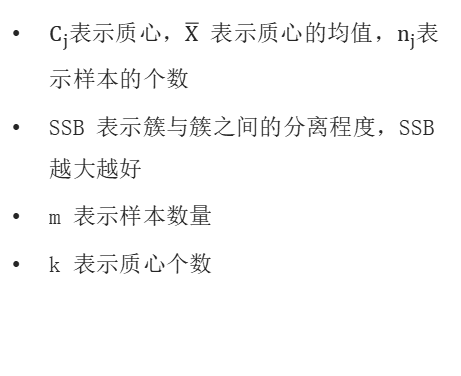 • Cⱼ表示质心，X̅ 表示质心的均值，nⱼ表
示样本的个数
• SSB 表示簇与簇之间的分离程度，SSB
越大越好
• m 表示样本数量
• k 表示质心个数